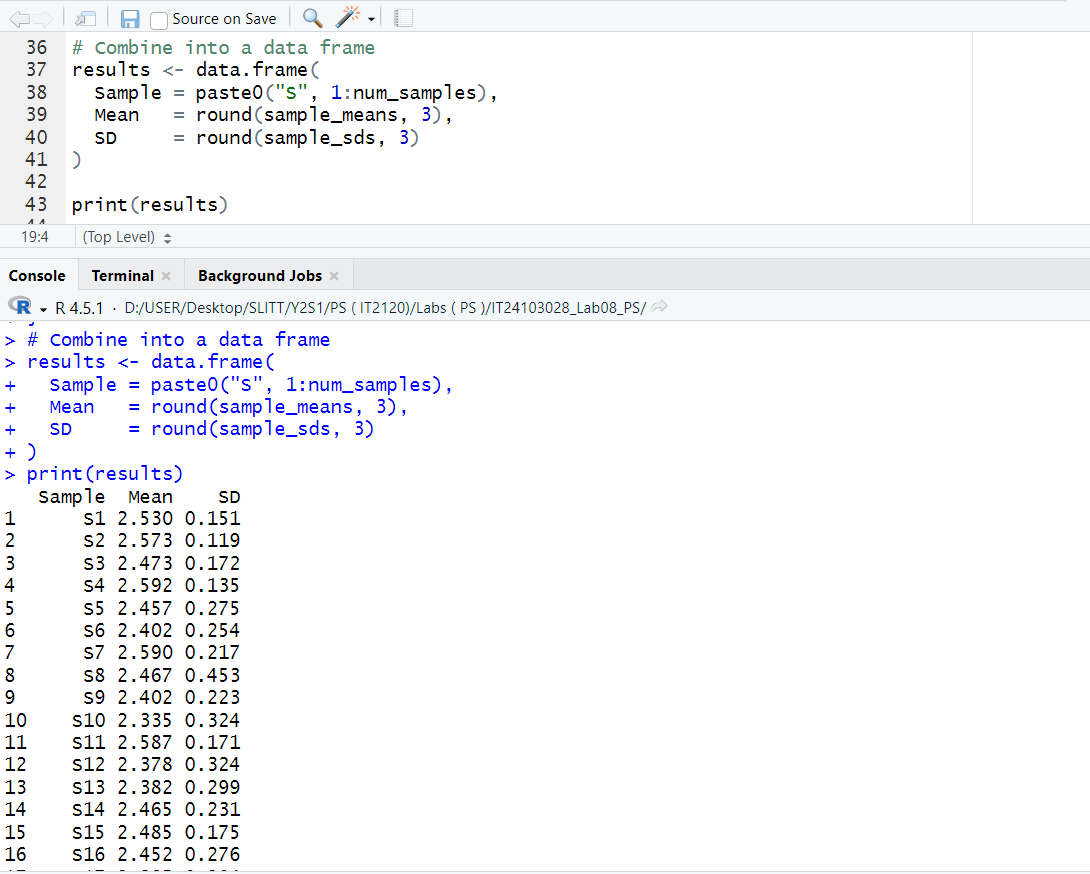 Source on Save
36 # Combine into a data frame
37 results <- data.frame(
38   Sample = paste0("S", 1:num_samples),
39   Mean   = round(sample_means, 3),
40   SD     = round(sample_sds, 3)
41 )
42
43 print(results)
19:4 (Top Level)
Console Terminal Background Jobs
R 4.5.1 · D:/USER/Desktop/SLITT/Y2S1/PS ( IT2120)/Labs ( PS )/IT24103028_Lab08_PS/
> # Combine into a data frame
> results <- data.frame(
+   Sample = paste0("S", 1:num_samples),
+   Mean   = round(sample_means, 3),
+   SD     = round(sample_sds, 3)
+ )
> print(results)
   Sample  Mean    SD
1      S1 2.530 0.151
2      S2 2.573 0.119
3      S3 2.473 0.172
4      S4 2.592 0.135
5      S5 2.457 0.275
6      S6 2.402 0.254
7      S7 2.590 0.217
8      S8 2.467 0.453
9      S9 2.402 0.223
10    S10 2.335 0.324
11    S11 2.587 0.171
12    S12 2.378 0.324
13    S13 2.382 0.299
14    S14 2.465 0.231
15    S15 2.485 0.175
16    S16 2.452 0.276